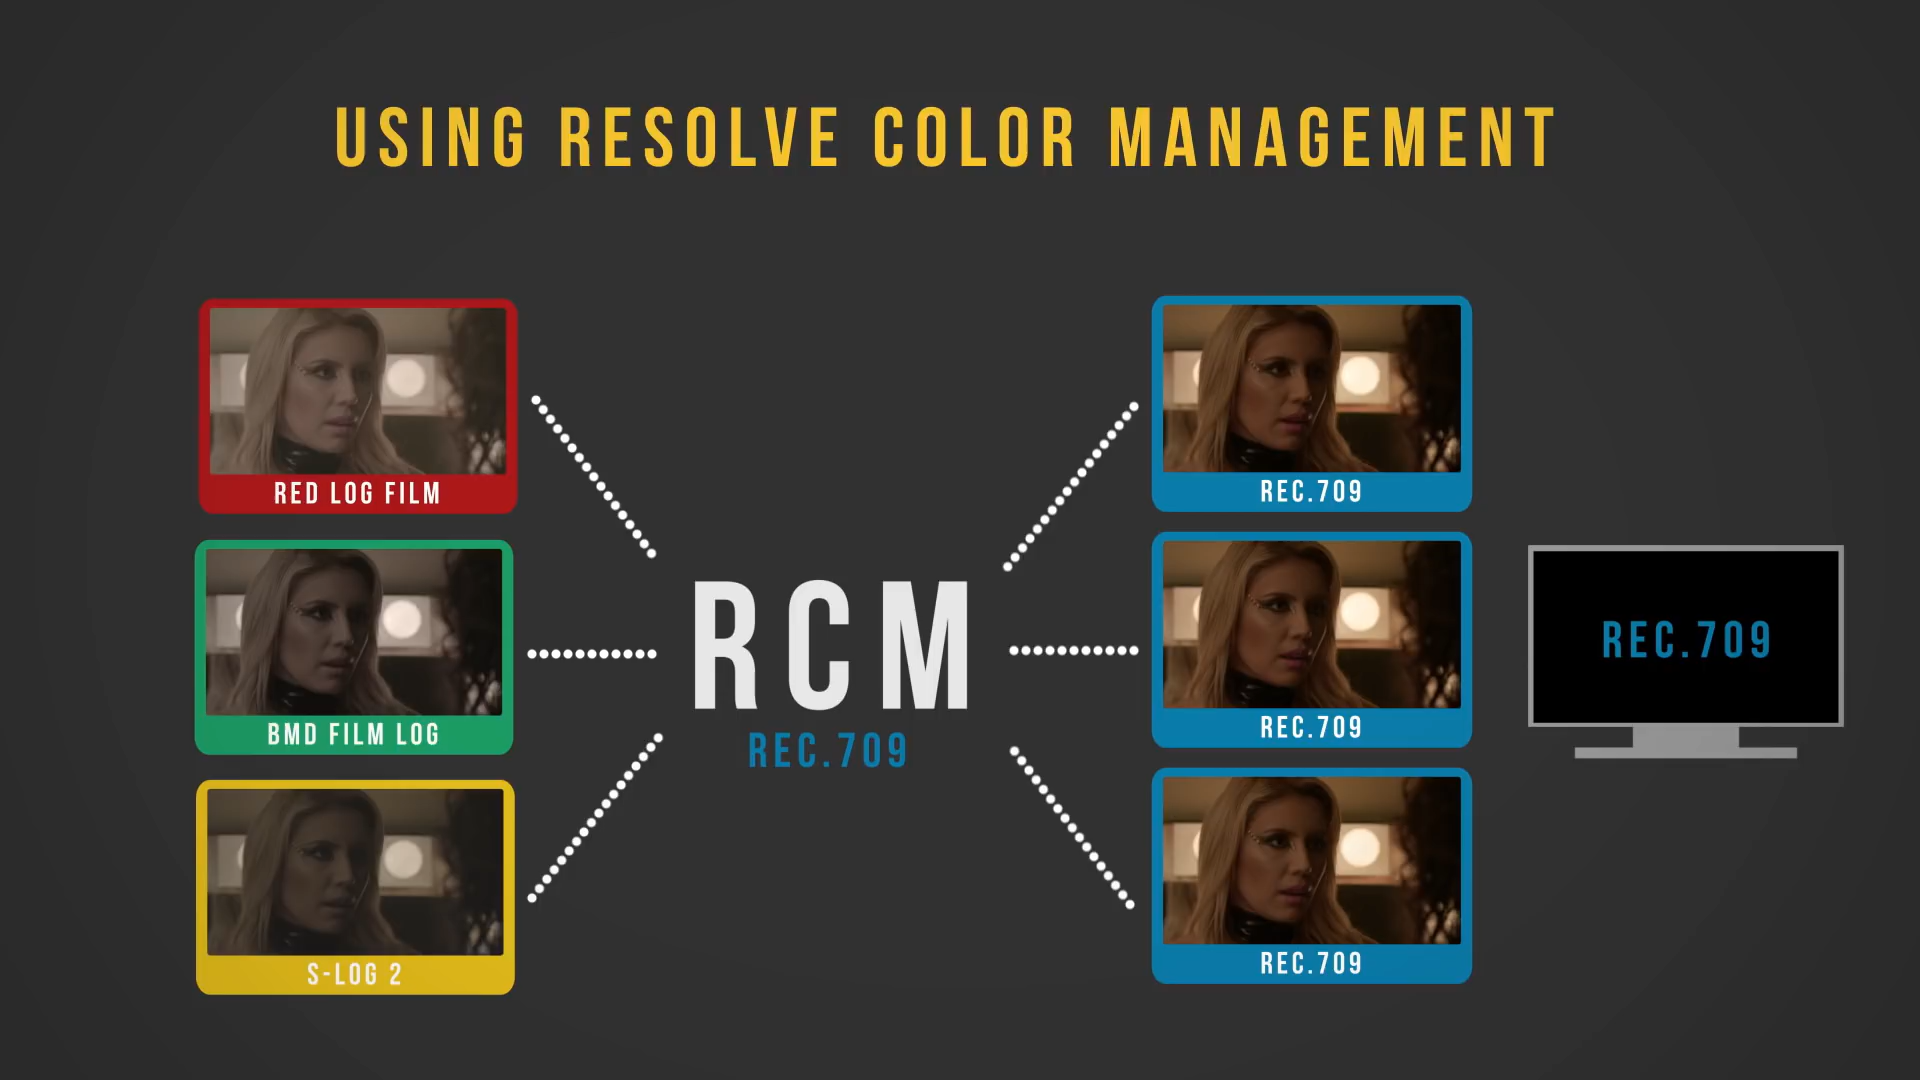 USING RESOLVE COLOR MANAGEMENT
RED LOG FILM
BMD FILM LOG
S-LOG 2
RCM
REC.709
REC.709
REC.709
REC.709
REC.709